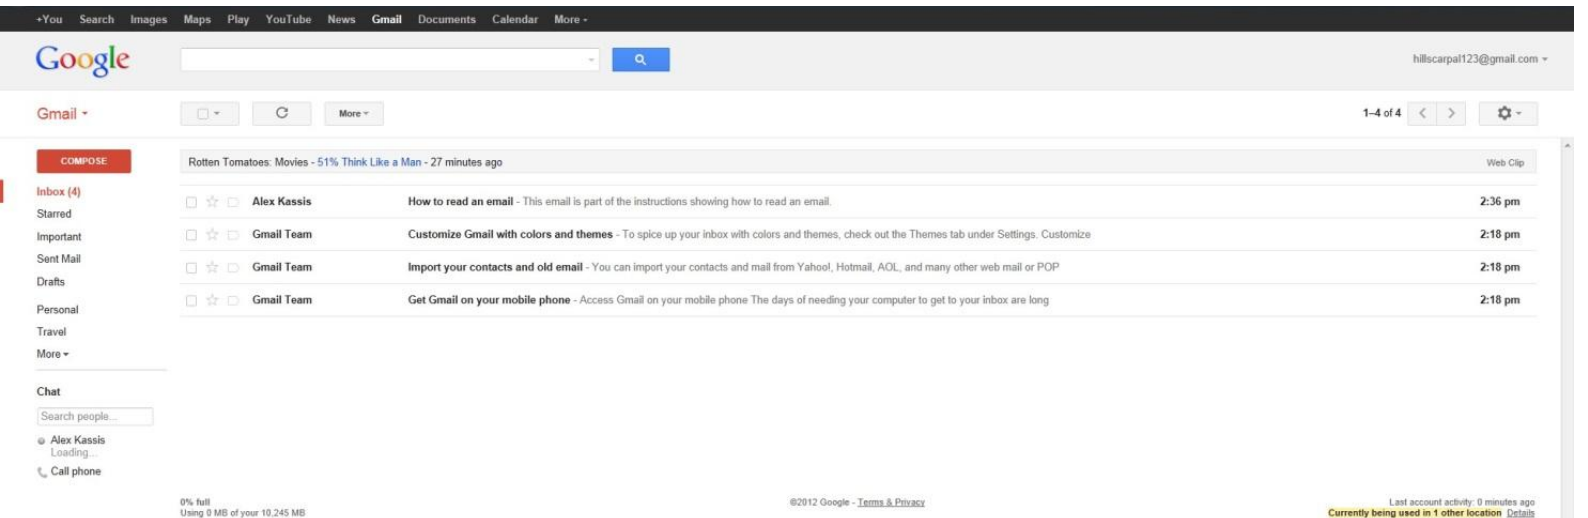 +You Search Images Maps Play YouTube News Gmail Documents Calendar More
Google
hillscarpal123@gmail.com
Gmail
More
1–4 of 4
COMPOSE
Rotten Tomatoes: Movies - 51% Think Like a Man - 27 minutes ago
Web Clip
Inbox (4)
Starred
Important
Sent Mail
Drafts
Personal
Travel
More
Alex Kassis How to read an email - This email is part of the instructions showing how to read an email. 2:36 pm
Gmail Team Customize Gmail with colors and themes - To spice up your inbox with colors and themes, check out the Themes tab under Settings. Customize 2:18 pm
Gmail Team Import your contacts and old email - You can import your contacts and mail from Yahoo!, Hotmail, AOL, and many other web mail or POP 2:18 pm
Gmail Team Get Gmail on your mobile phone - Access Gmail on your mobile phone The days of needing your computer to get to your inbox are long 2:18 pm
Chat
Search people...
Alex Kassis
Loading...
Call phone
0% full
Using 0 MB of your 10,245 MB
©2012 Google - Terms & Privacy
Last account activity: 0 minutes ago
Currently being used in 1 other location Details